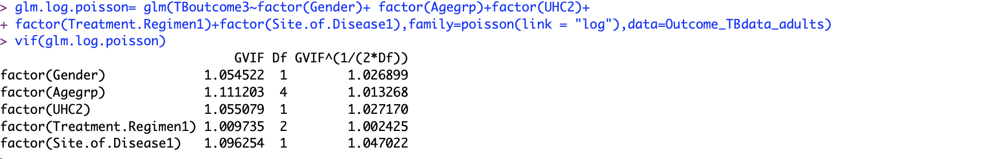 > glm.log.poisson= glm(TBoutcome3~factor(Gender)+ factor(Agegrp)+factor(UHC2)+
+ factor(Treatment.Regimen1)+factor(Site.of.Disease1),family=poisson(link = "log"),data=Outcome_TBdata_adults)
> vif(glm.log.poisson)
GVIF Df GVIF^(1/(2*Df))
factor(Gender) 1.054522 1 1.026899
factor(Agegrp) 1.111203 4 1.013268
factor(UHC2) 1.055079 1 1.027170
factor(Treatment.Regimen1) 1.009735 2 1.002425
factor(Site.of.Disease1) 1.096254 1 1.047022